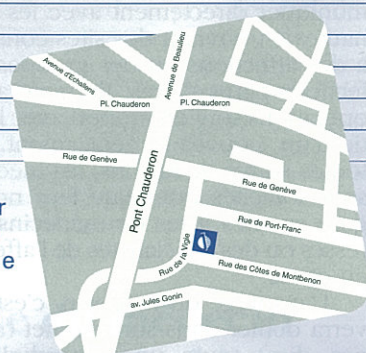 Avenue d'Echallens
Avenue de Beaulieu
Pl. Chauderon
Pl. Chauderon
Rue de Genève
Pont Chauderon
Rue de Genève
Rue de Port-Franc
Rue de la Vigie
Rue des Côtes de Montbenon
av. Jules Gonin
r
e